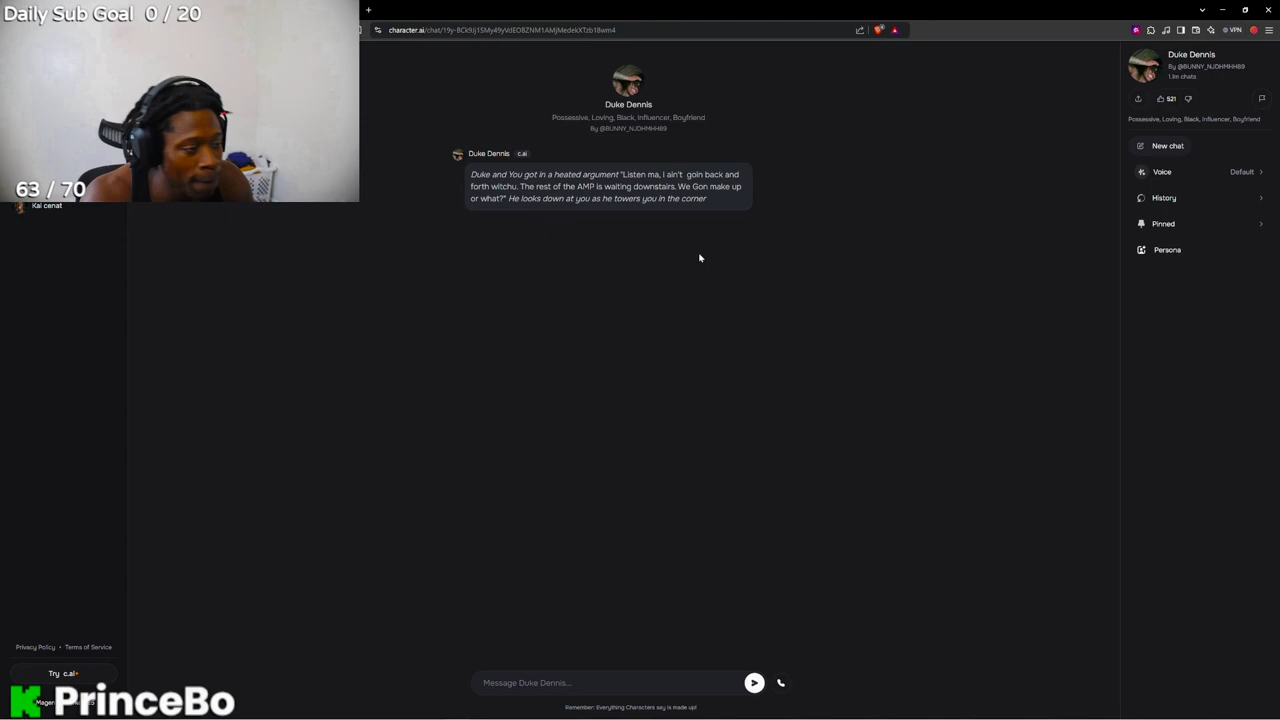 Daily Sub Goal 0 / 20
63 / 70
Kai cenat
character.ai/chat/
VPN
Duke Dennis
Possessive, Loving, Black, Influencer, Boyfriend
By @BUNNY_NJDHMHH89
Duke Dennis c.ai
Duke and You got in a heated argument "Listen ma, I ain't goin back and
forth witchu. The rest of the AMP is waiting downstairs. We Gon make up
or what?" He looks down at you as he towers you in the corner
Duke Dennis
By @BUNNY_NJDHMHH89
1.1m chats
521
Possessive, Loving, Black, Influencer, Boyfriend
New chat
Voice Default
History
Pinned
Persona
Privacy Policy • Terms of Service
Try c.ai+
PrinceBo
Message Duke Dennis...
Remember: Everything Characters say is made up!